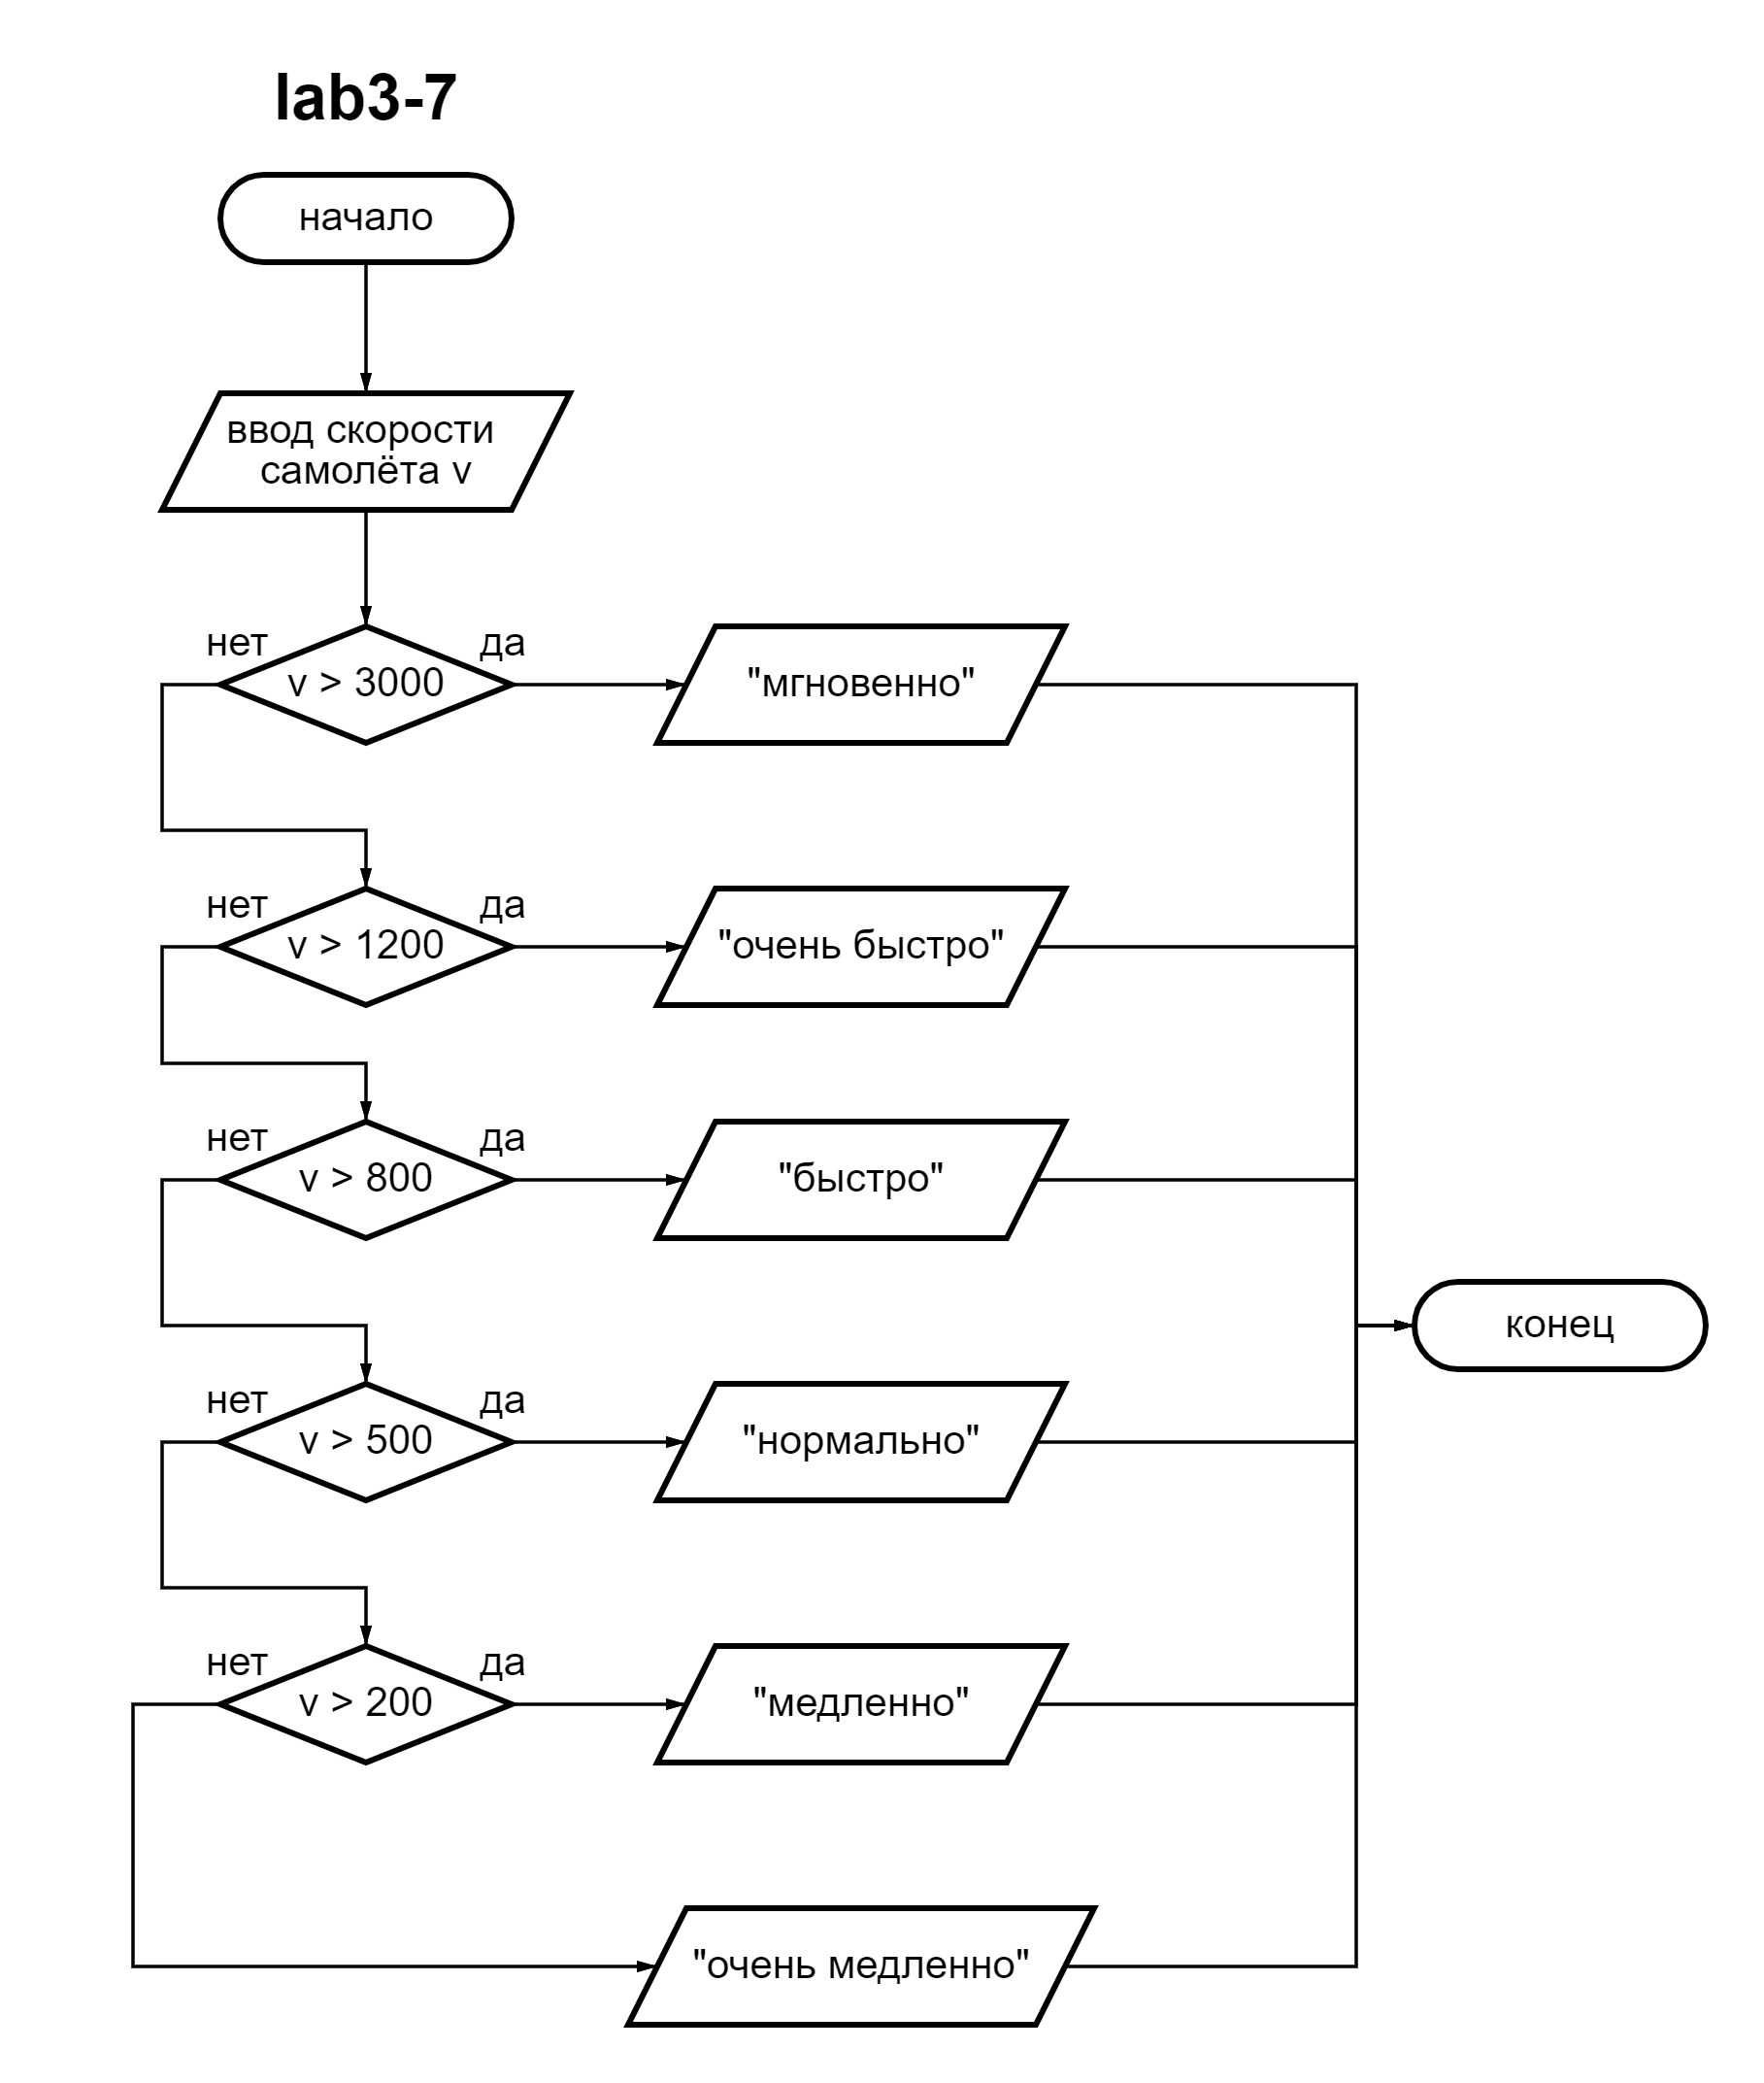 lab3-7
начало
ввод скорости
самолёта v
нет
да
v > 3000
"мгновенно"
нет
да
v > 1200
"очень быстро"
нет
да
v > 800
"быстро"
конец
нет
да
v > 500
"нормально"
нет
да
v > 200
"медленно"
"очень медленно"